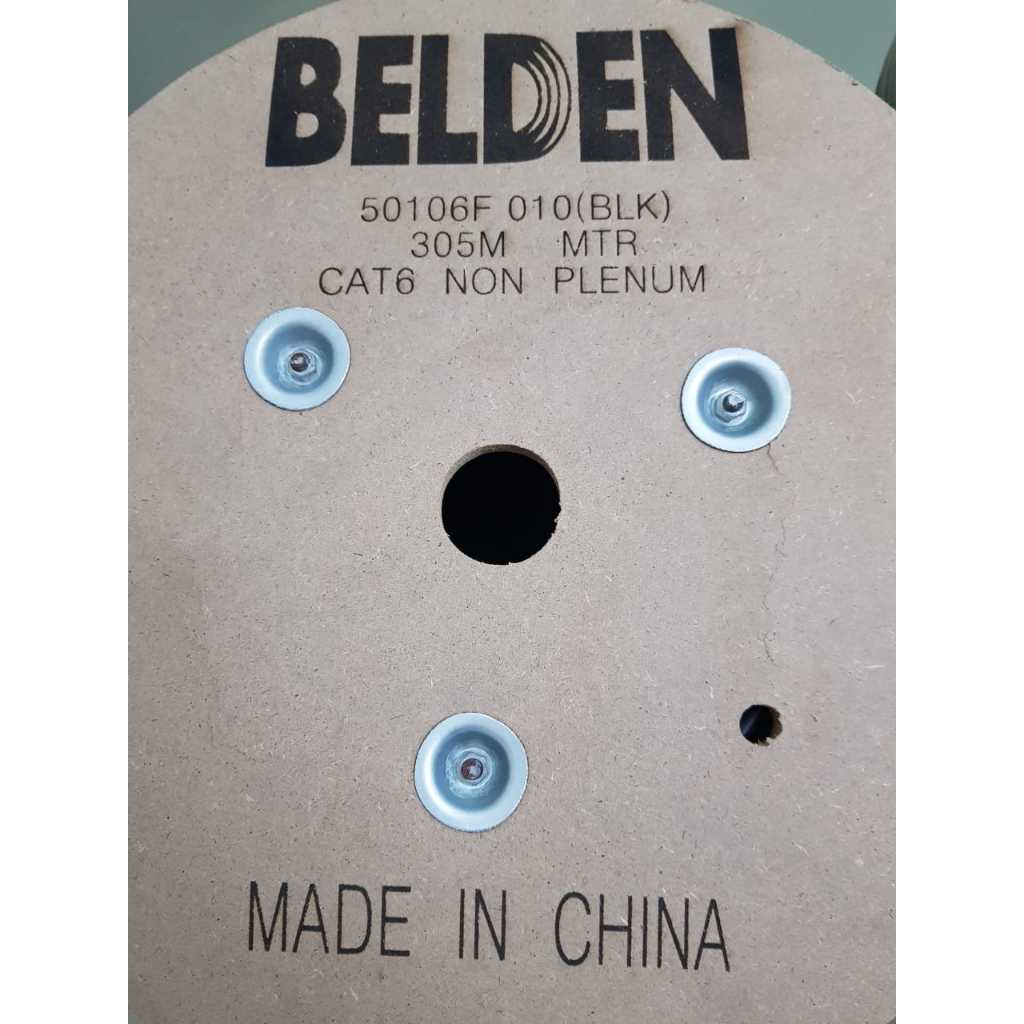 BELDEN
50106F 010(BLK)
305M MTR
CAT6 NON PLENUM
MADE IN CHINA